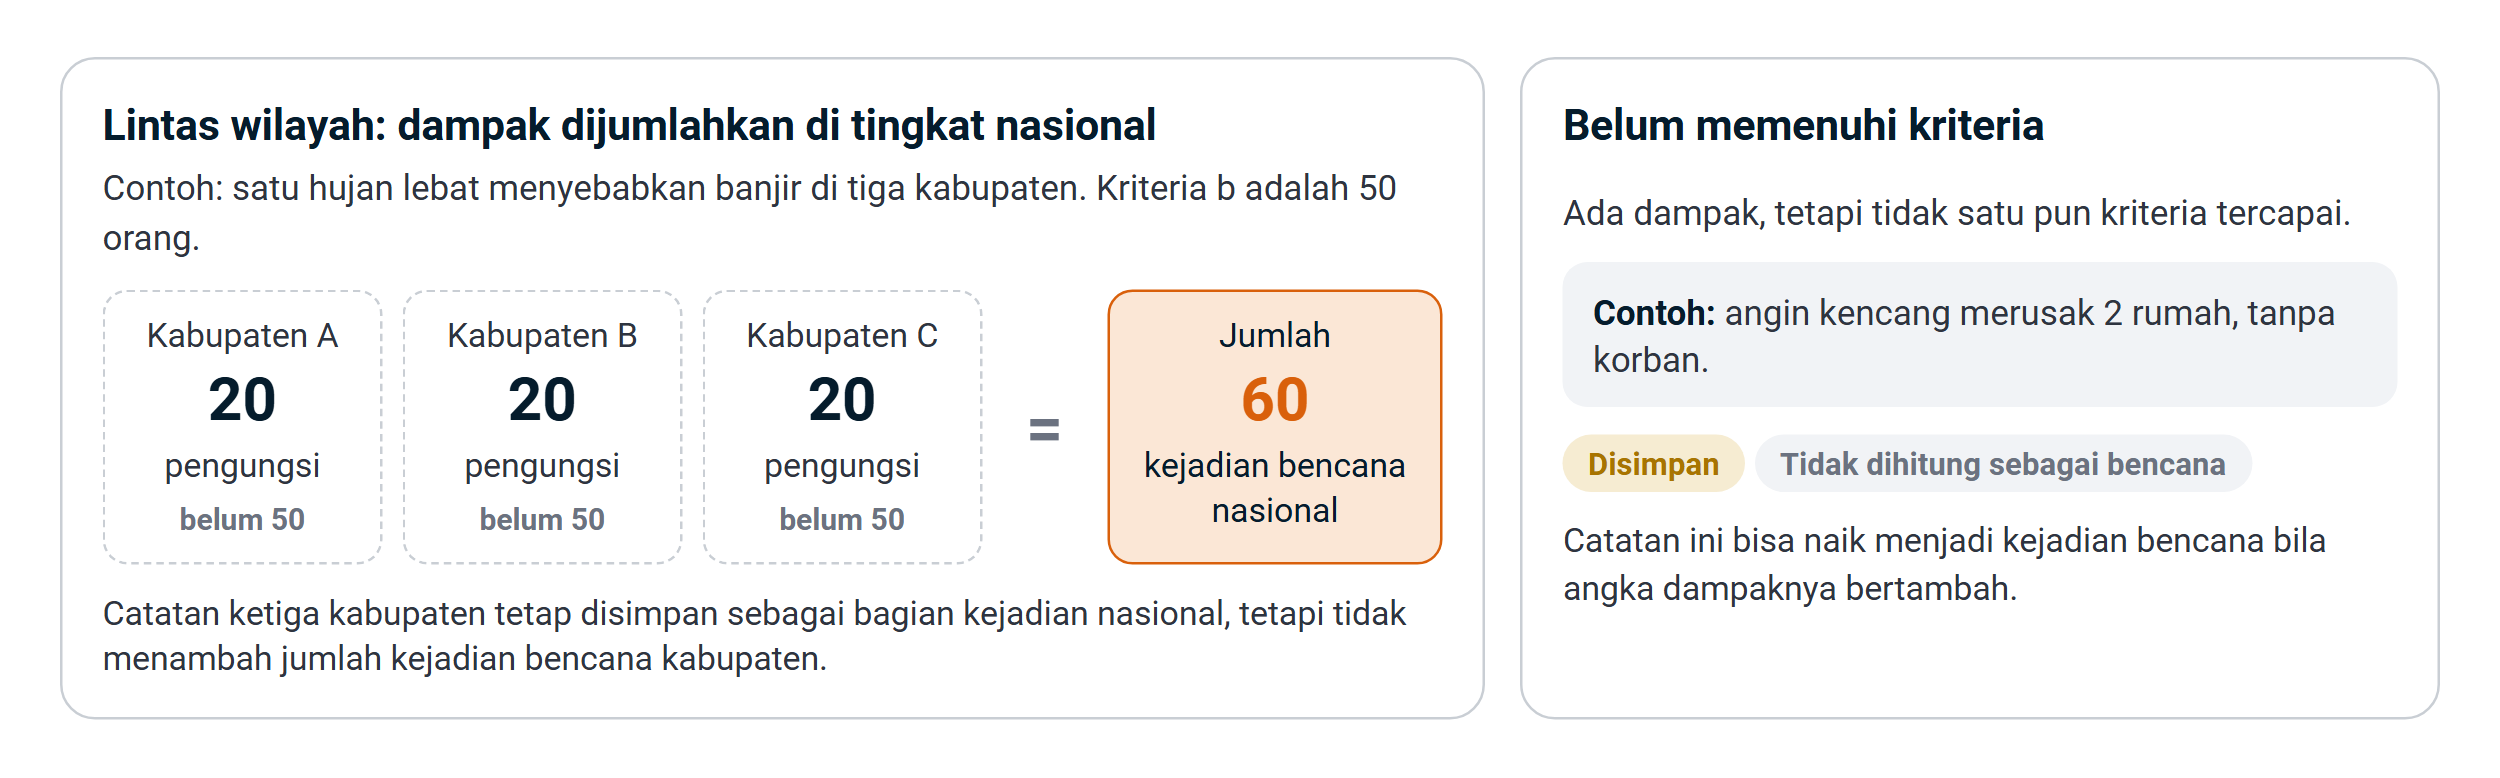 Lintas wilayah: dampak dijumlahkan di tingkat nasional
Contoh: satu hujan lebat menyebabkan banjir di tiga kabupaten. Kriteria b adalah 50
orang.
Kabupaten A
20
pengungsi
belum 50
Kabupaten B
20
pengungsi
belum 50
Kabupaten C
20
pengungsi
belum 50
=
Jumlah
60
kejadian bencana
nasional
Catatan ketiga kabupaten tetap disimpan sebagai bagian kejadian nasional, tetapi tidak
menambah jumlah kejadian bencana kabupaten.
Belum memenuhi kriteria
Ada dampak, tetapi tidak satu pun kriteria tercapai.
Contoh: angin kencang merusak 2 rumah, tanpa
korban.
Disimpan
Tidak dihitung sebagai bencana
Catatan ini bisa naik menjadi kejadian bencana bila
angka dampaknya bertambah.